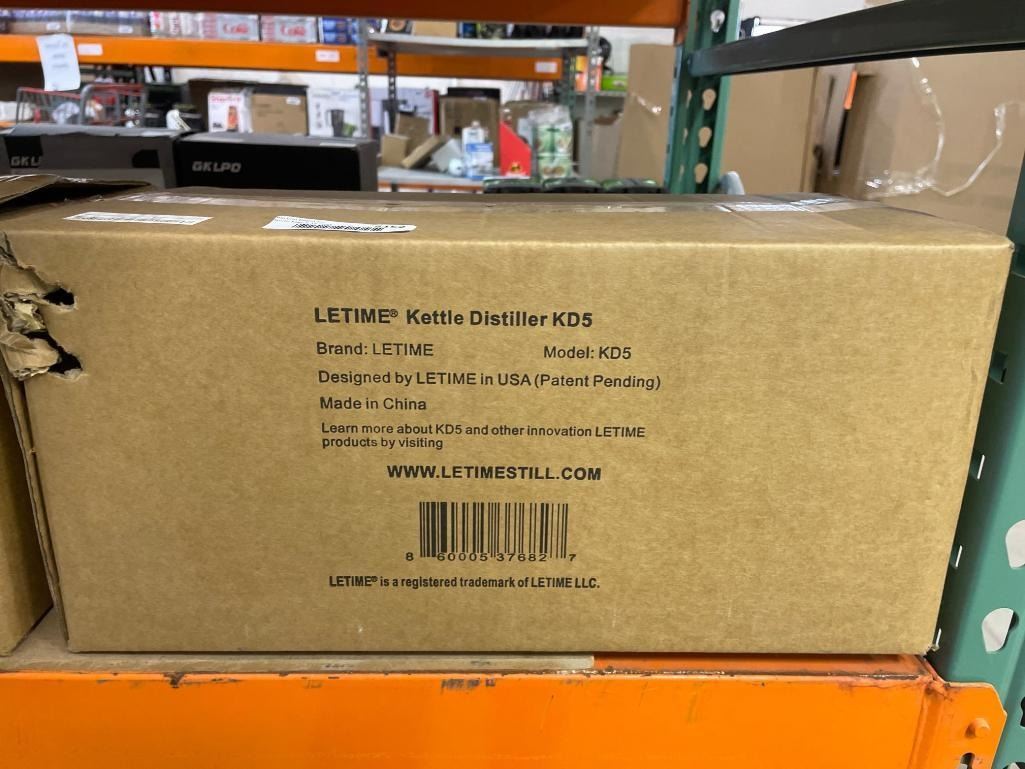 GKLPO
LETIME® Kettle Distiller KD5
Brand: LETIME Model: KD5
Designed by LETIME in USA (Patent Pending)
Made in China
Learn more about KD5 and other innovation LETIME
products by visiting
WWW.LETIMESTILL.COM
8 60005 37682 7
LETIME® is a registered trademark of LETIME LLC.